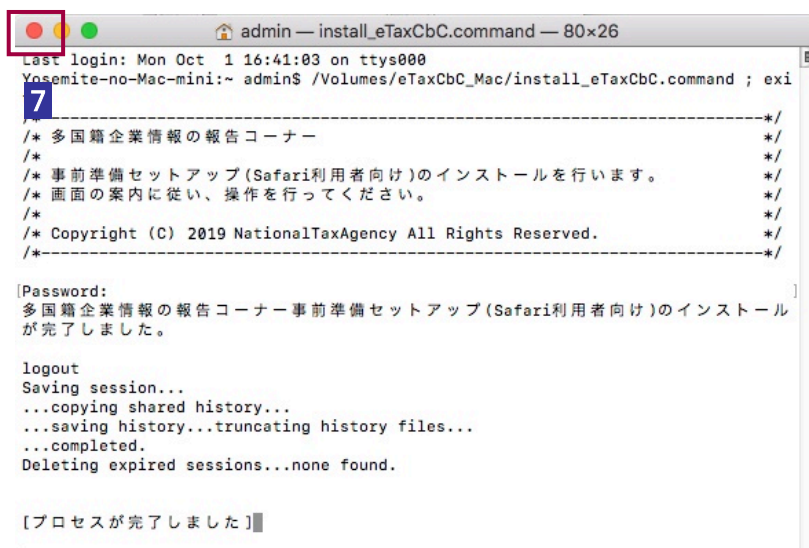 admin — install_eTaxCbC.command — 80×26
Last login: Mon Oct  1 16:41:03 on ttys000
Yosemite-no-Mac-mini:~ admin$ /Volumes/eTaxCbC_Mac/install_eTaxCbC.command ; exi
7
/*----------------------------------------------------------------------------*/
/* 多国籍企業情報の報告コーナー */
/* */
/* 事前準備セットアップ(Safari利用者向け)のインストールを行います。 */
/* 画面の案内に従い、操作を行ってください。 */
/* */
/* Copyright (C) 2019 NationalTaxAgency All Rights Reserved. */
/*----------------------------------------------------------------------------*/
[Password: ]
多国籍企業情報の報告コーナー事前準備セットアップ(Safari利用者向け)のインストール
が完了しました。
logout
Saving session...
...copying shared history...
...saving history...truncating history files...
...completed.
Deleting expired sessions...none found.
[プロセスが完了しました]